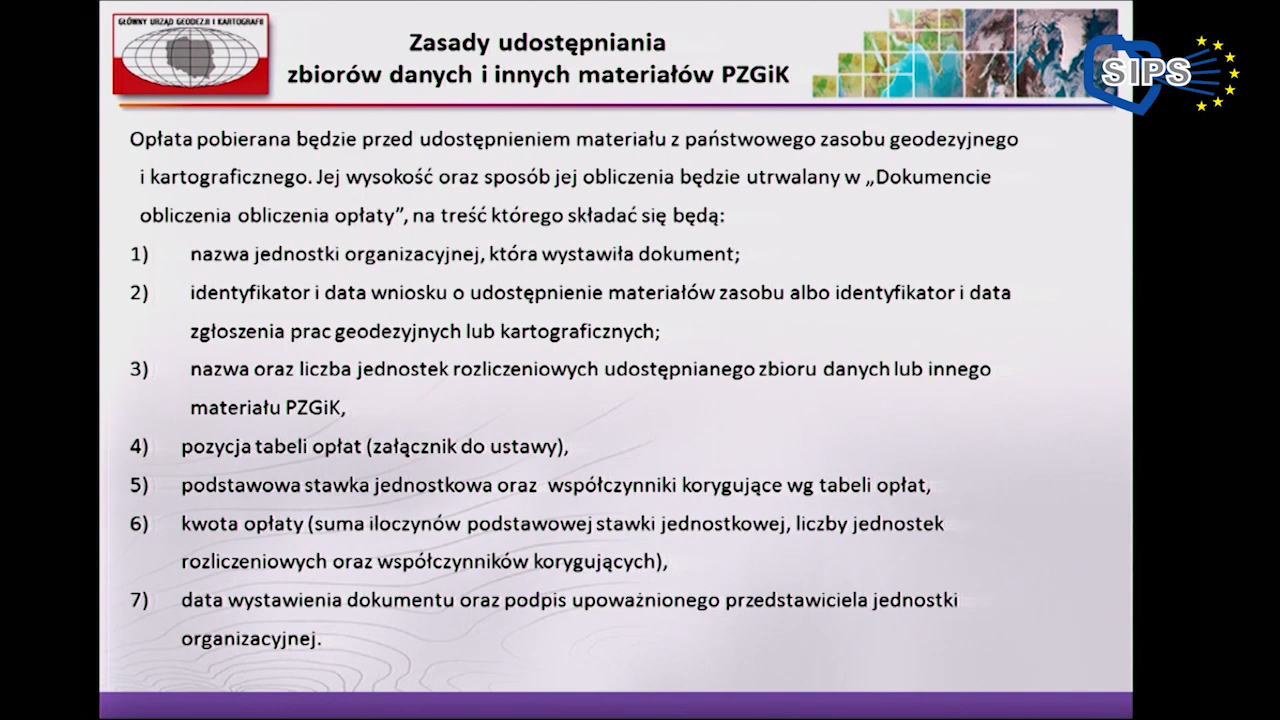 GŁÓWNY URZĄD GEODEZJI I KARTOGRAFII
Zasady udostępniania
zbiorów danych i innych materiałów PZGiK
SIPS
Opłata pobierana będzie przed udostępnieniem materiału z państwowego zasobu geodezyjnego
i kartograficznego. Jej wysokość oraz sposób jej obliczenia będzie utrwalany w „Dokumencie
obliczenia obliczenia opłaty”, na treść którego składać się będą:
1) nazwa jednostki organizacyjnej, która wystawiła dokument;
2) identyfikator i data wniosku o udostępnienie materiałów zasobu albo identyfikator i data
zgłoszenia prac geodezyjnych lub kartograficznych;
3) nazwa oraz liczba jednostek rozliczeniowych udostępnianego zbioru danych lub innego
materiału PZGiK,
4) pozycja tabeli opłat (załącznik do ustawy),
5) podstawowa stawka jednostkowa oraz współczynniki korygujące wg tabeli opłat,
6) kwota opłaty (suma iloczynów podstawowej stawki jednostkowej, liczby jednostek
rozliczeniowych oraz współczynników korygujących),
7) data wystawienia dokumentu oraz podpis upoważnionego przedstawiciela jednostki
organizacyjnej.